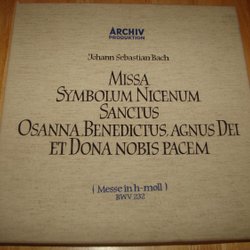 ARCHIV
PRODUKTION
Johann Sebastian Bach
MISSA
SYMBOLUM NICENUM
SANCTUS
OSANNA, BENEDICTUS, AGNUS DEI
ET DONA NOBIS PACEM
( Messe in h-moll )
BWV 232